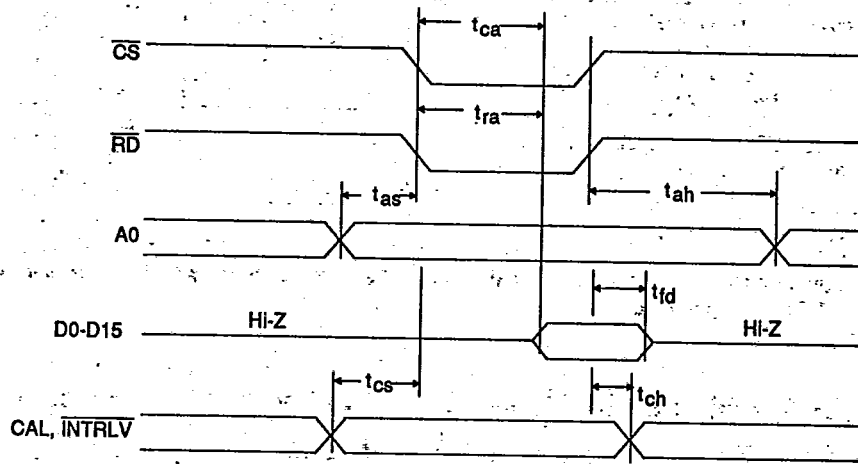 tca
CS
tra
RD
tas
tah
A0
tfd
D0-D15 Hi-Z Hi-Z
tcs
tch
CAL, INTRLV